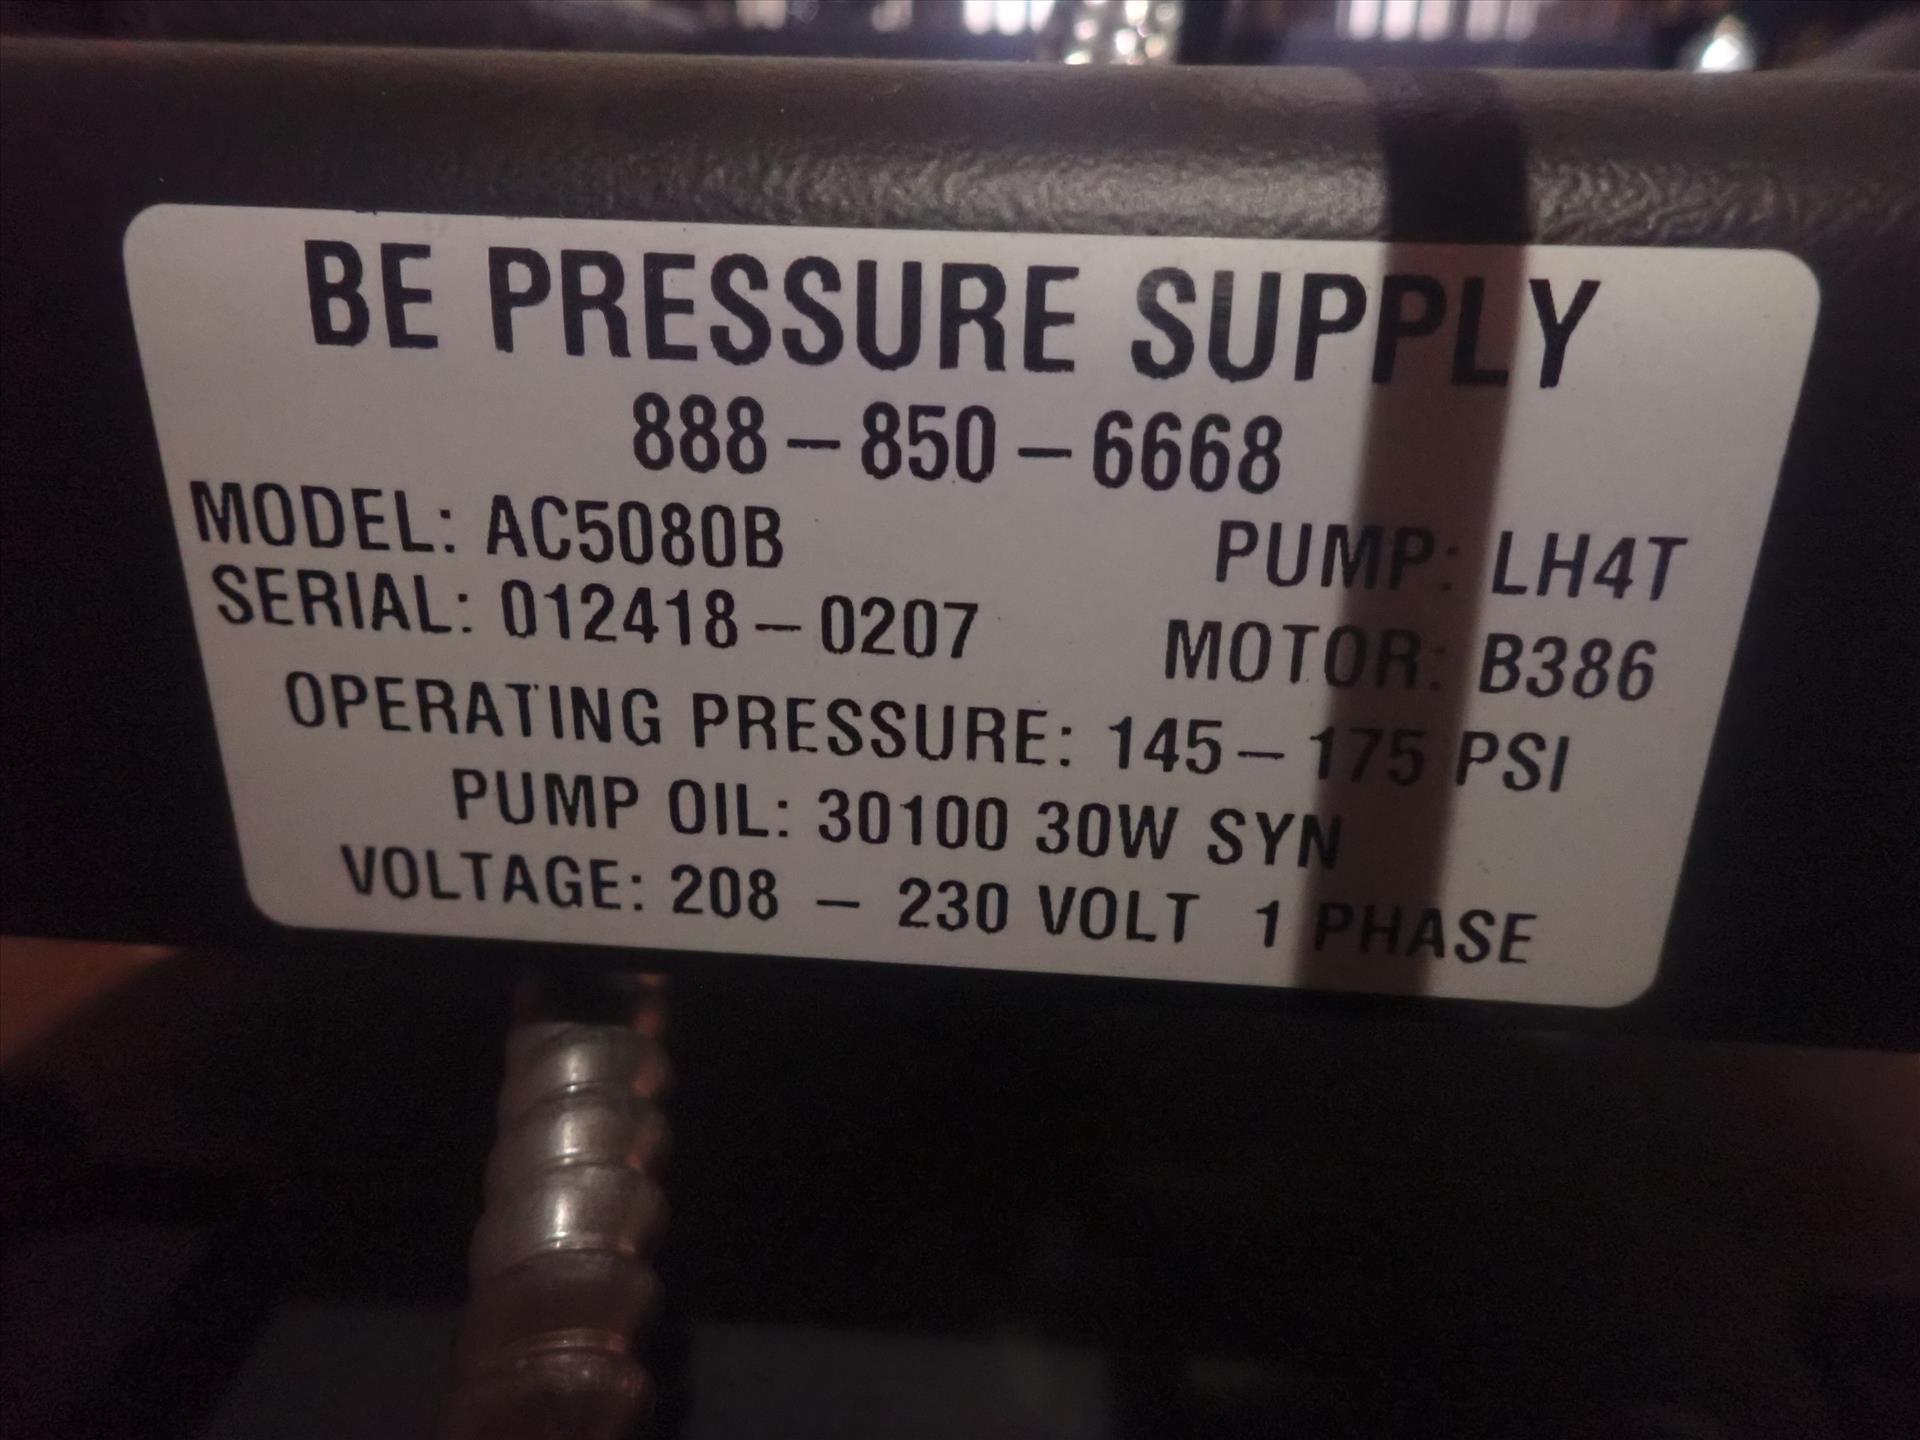 BE PRESSURE SUPPLY
888-850-6668
MODEL: AC5080B PUMP: LH4T
SERIAL: 012418-0207 MOTOR: B386
OPERATING PRESSURE: 145-175 PSI
PUMP OIL: 30100 30W SYN
VOLTAGE: 208 - 230 VOLT 1 PHASE